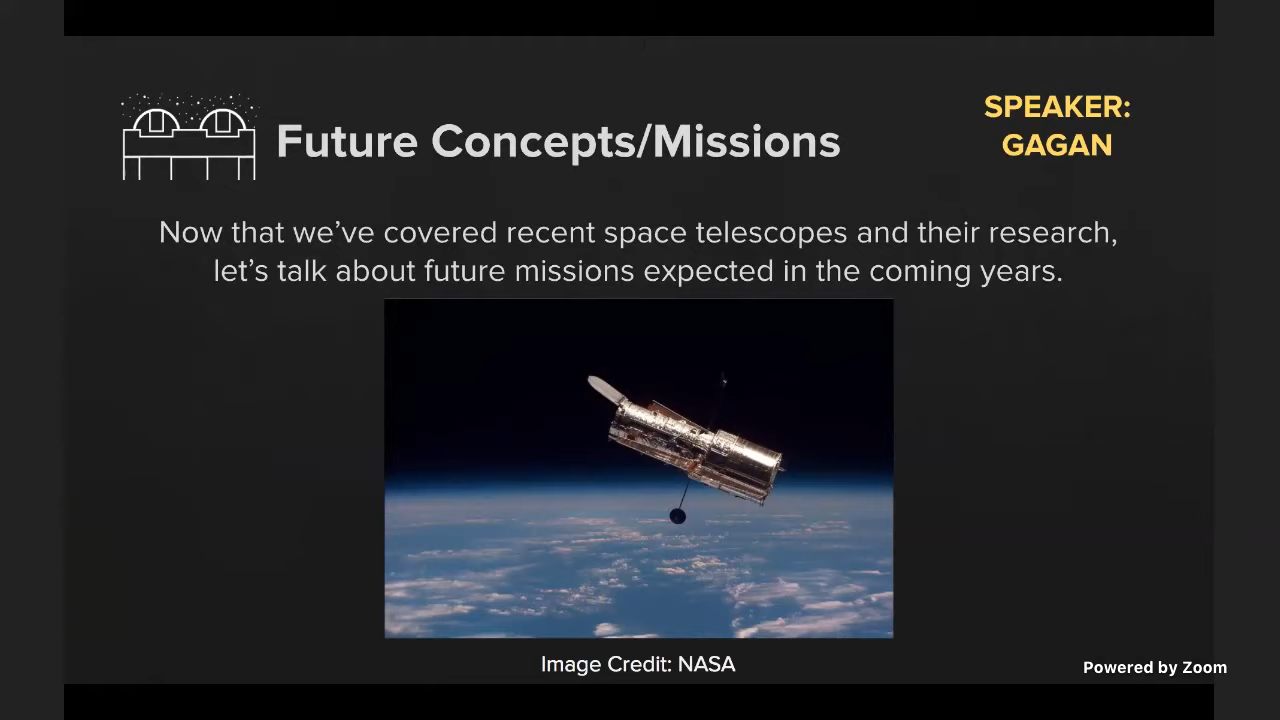 Future Concepts/Missions
SPEAKER:
GAGAN
Now that we’ve covered recent space telescopes and their research,
let’s talk about future missions expected in the coming years.
Image Credit: NASA
Powered by Zoom